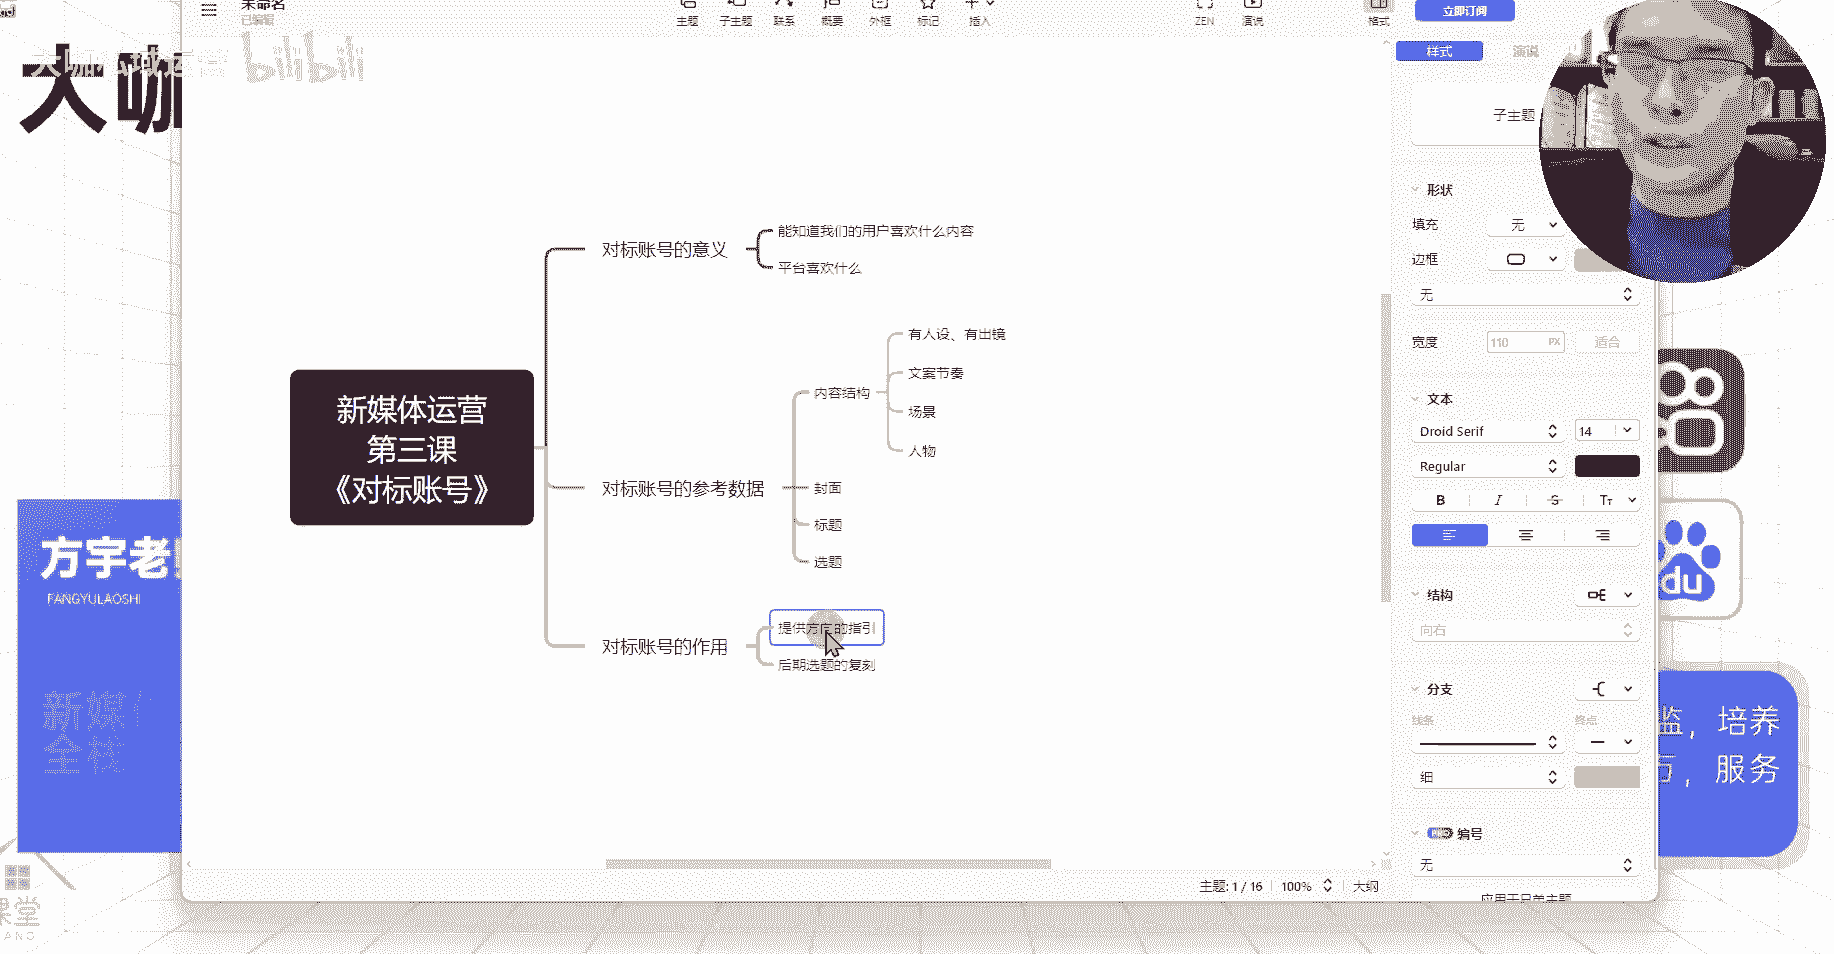 未命名
已编辑
主题
子主题
联系
概要
外框
标记
插入
ZEN
演说
格式
立即订阅
大咖私域运营 bilibili
大咖
样式
演说
子主题
形状
填充
无
边框
无
宽度
110
PX
适合
文本
Droid Serif
14
Regular
B
I
S
Tт
结构
向右
分支
线条
终点
细
编号
无
应用于只前主题
新媒体运营
第三课
《对标账号》
对标账号的意义
能知道我们的用户喜欢什么内容
平台喜欢什么
对标账号的参考数据
内容结构
有人设、有出镜
文案节奏
场景
人物
封面
标题
选题
对标账号的作用
提供方向的指引
后期选题的复刻
主题: 1 / 16
100%
大纲
方宇老
FANGYULAOSHI
新媒
全栈
课堂
du
监，培养
方，服务